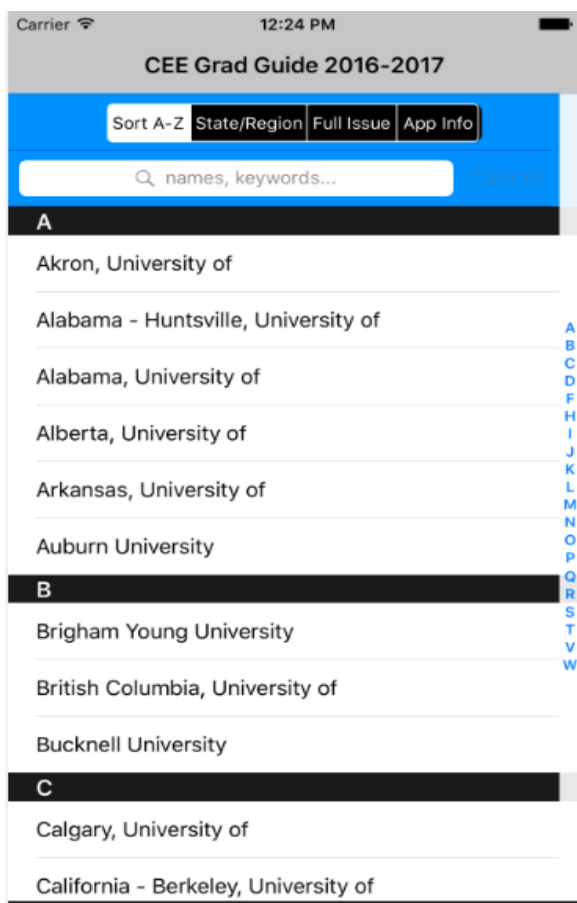 Carrier 12:24 PM
CEE Grad Guide 2016-2017
Sort A-Z State/Region Full Issue App Info
names, keywords... Cancel
A
Akron, University of
Alabama - Huntsville, University of
Alabama, University of
Alberta, University of
Arkansas, University of
Auburn University
B
Brigham Young University
British Columbia, University of
Bucknell University
C
Calgary, University of
California - Berkeley, University of
A
B
C
D
F
H
I
J
K
L
M
N
O
P
Q
R
S
T
V
W